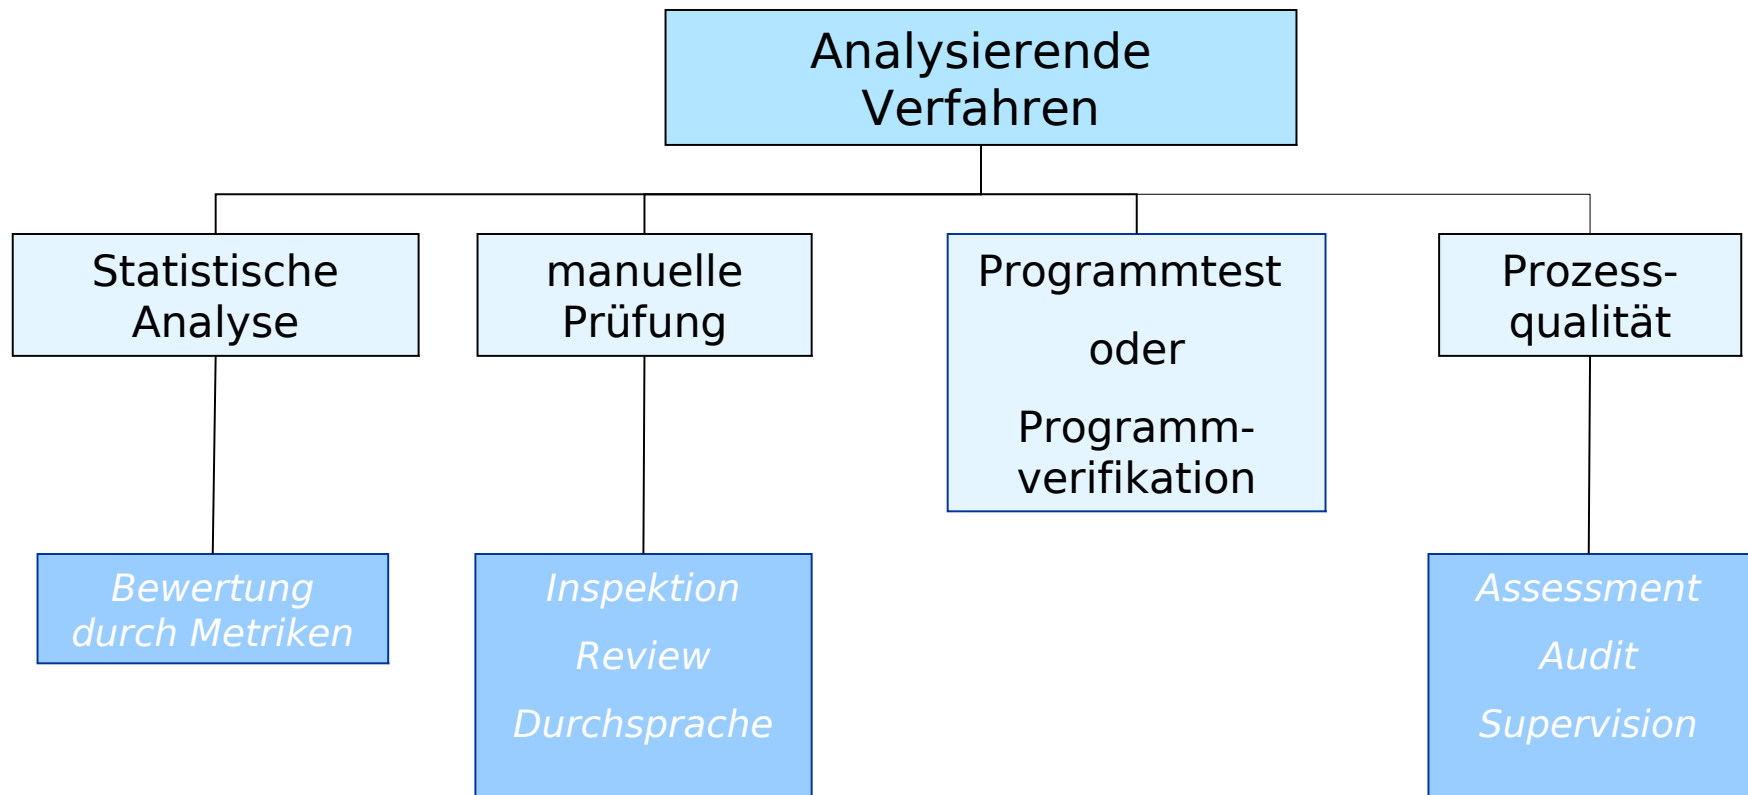 Analysierende
Verfahren
Statistische
Analyse
manuelle
Prüfung
Programmtest
oder
Programm-
verifikation
Prozess-
qualität
Bewertung
durch Metriken
Inspektion
Review
Durchsprache
Assessment
Audit
Supervision